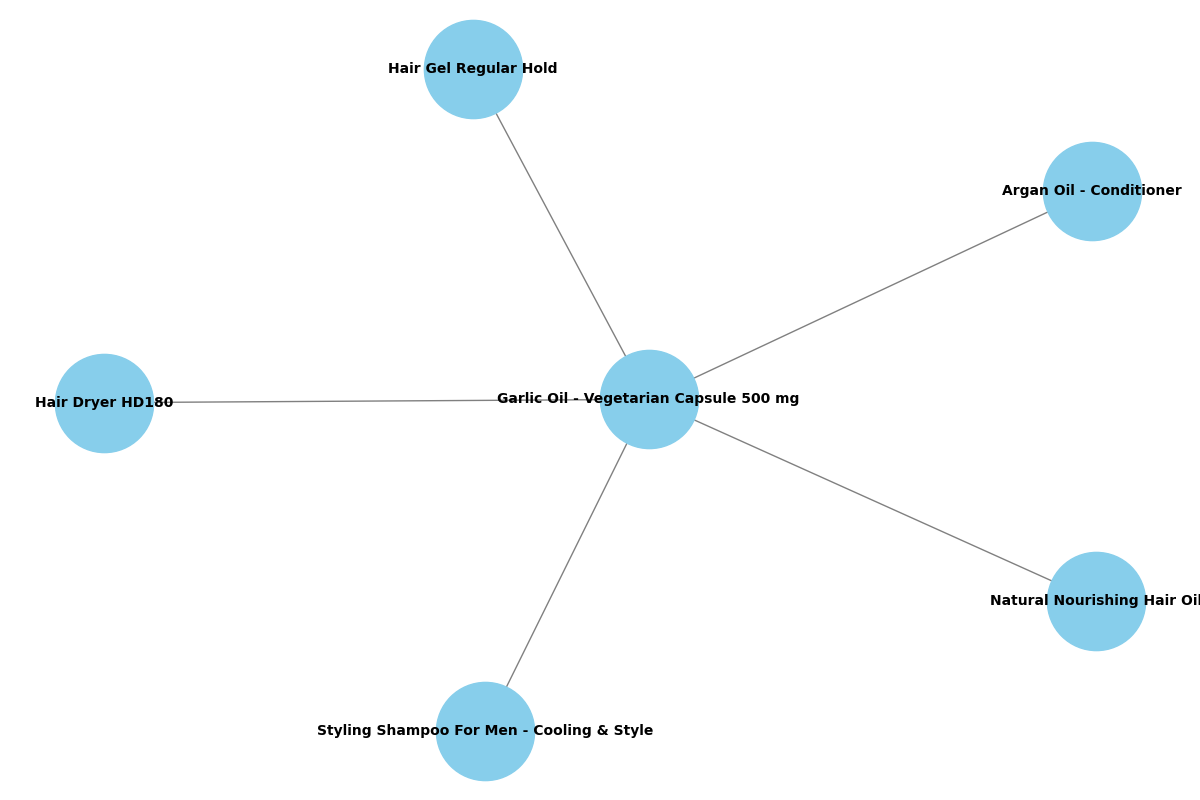 Hair Gel Regular Hold
Argan Oil - Conditioner
Garlic Oil - Vegetarian Capsule 500 mg
Hair Dryer HD180
Natural Nourishing Hair Oil
Styling Shampoo For Men - Cooling & Style